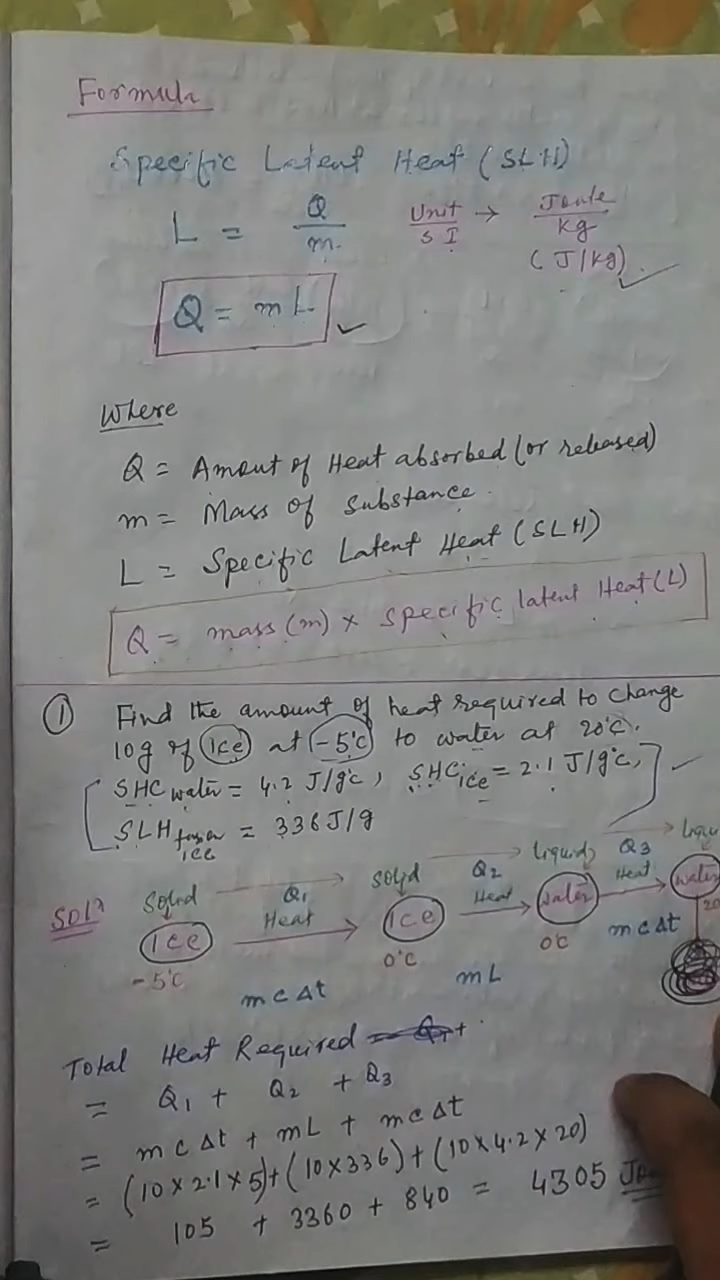 Formula
Specific Latent Heat (SLH)
L = Q/m. Unit/SI → Joule/kg
(J/kg).
Q = mL
Where
Q = Amout of Heat absorbed (or released)
m = Mass of Substance.
L = Specific Latent Heat (SLH)
Q = mass (m) × specific latent Heat (L)
① Find the amount of heat required to change
10g of Ice at -5°C to water at 20°C.
SHC water = 4.2 J/g°C, SHC ice = 2.1 J/g°C,
SLH fusion ice = 336 J/g
Solid → solid → liquid → liqui
SOLⁿ Ice Q₁ Heat Ice Q₂ Heat water Q₃ Heat water
-5°C 0°C 0°C 20
mcΔt mL mcΔt
Total Heat Required
= Q₁ + Q₂ + Q₃
= mcΔt + mL + mcΔt
= (10×2.1×5)+(10×336)+(10×4.2×20)
= 105 + 3360 + 840 = 4305